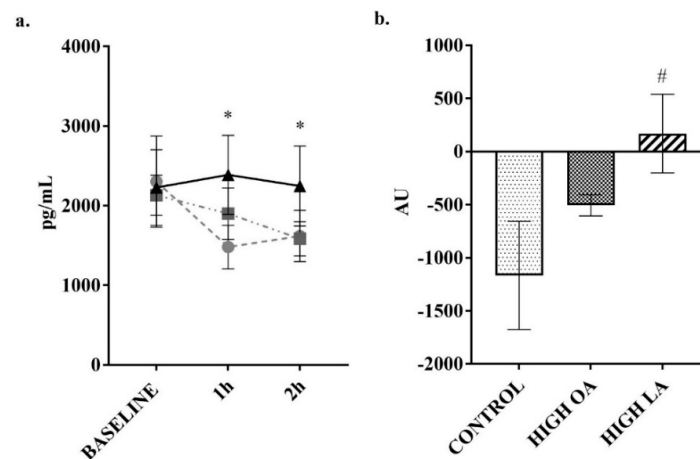 a.
4000
3000
2000
1000
0
pg/mL
*
*
BASELINE
1h
2h
b.
1000
500
0
-500
-1000
-1500
-2000
AU
#
CONTROL
HIGH OA
HIGH LA